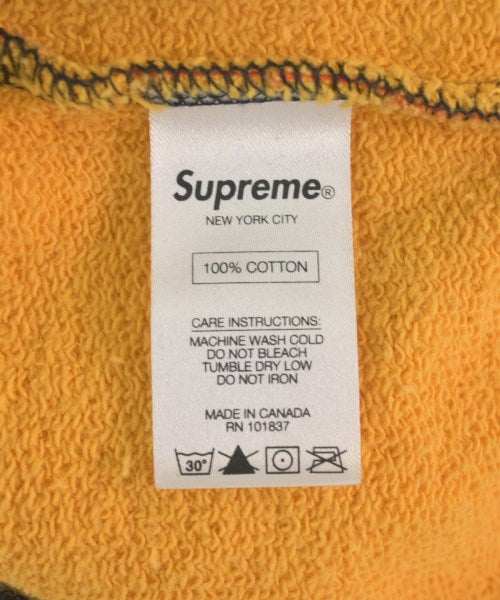 Supreme®
NEW YORK CITY
100% COTTON
CARE INSTRUCTIONS:
MACHINE WASH COLD
DO NOT BLEACH
TUMBLE DRY LOW
DO NOT IRON
MADE IN CANADA
RN 101837
30°